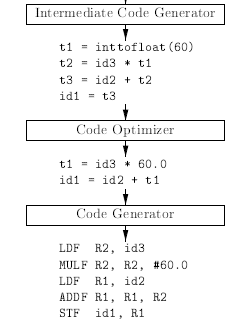 Intermediate Code Generator
t1 = inttofloat(60)
t2 = id3 * t1
t3 = id2 + t2
id1 = t3
Code Optimizer
t1 = id3 * 60.0
id1 = id2 + t1
Code Generator
LDF R2, id3
MULF R2, R2, #60.0
LDF R1, id2
ADDF R1, R1, R2
STF id1, R1